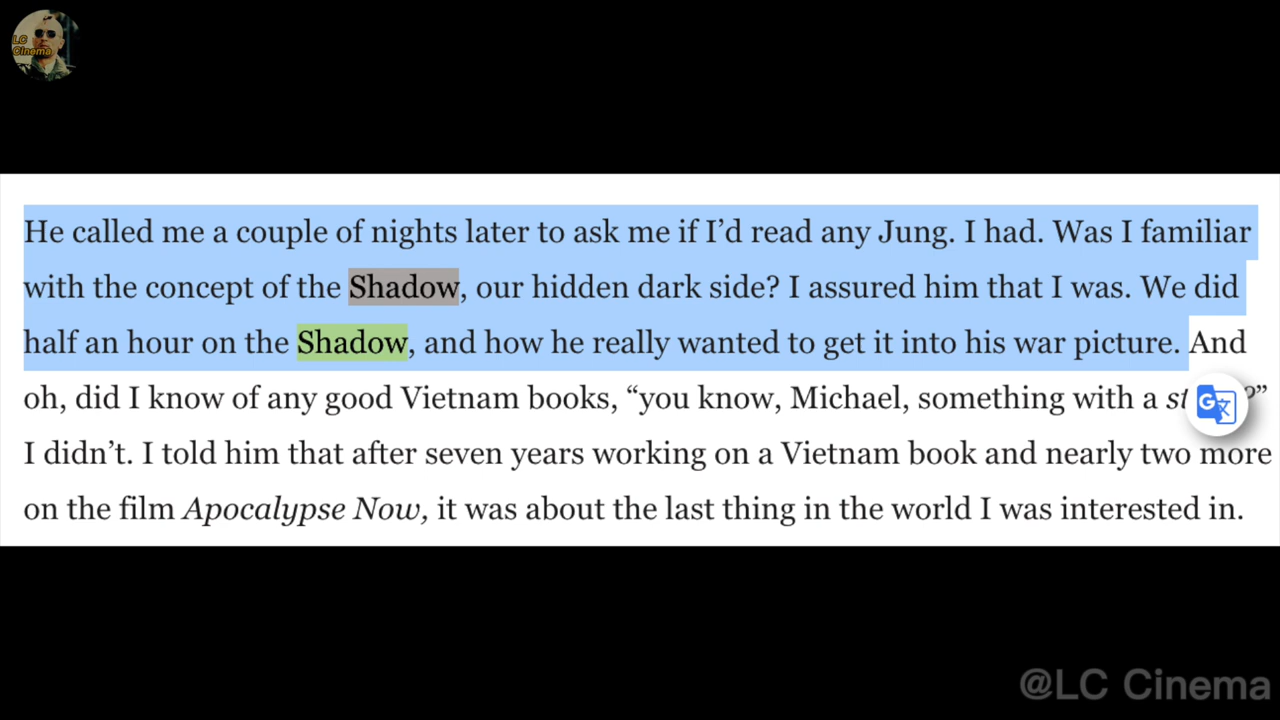 LC
Cinema
He called me a couple of nights later to ask me if I’d read any Jung. I had. Was I familiar
with the concept of the Shadow, our hidden dark side? I assured him that I was. We did
half an hour on the Shadow, and how he really wanted to get it into his war picture. And
oh, did I know of any good Vietnam books, “you know, Michael, something with a
I didn’t. I told him that after seven years working on a Vietnam book and nearly two more
on the film Apocalypse Now, it was about the last thing in the world I was interested in.
@LC Cinema